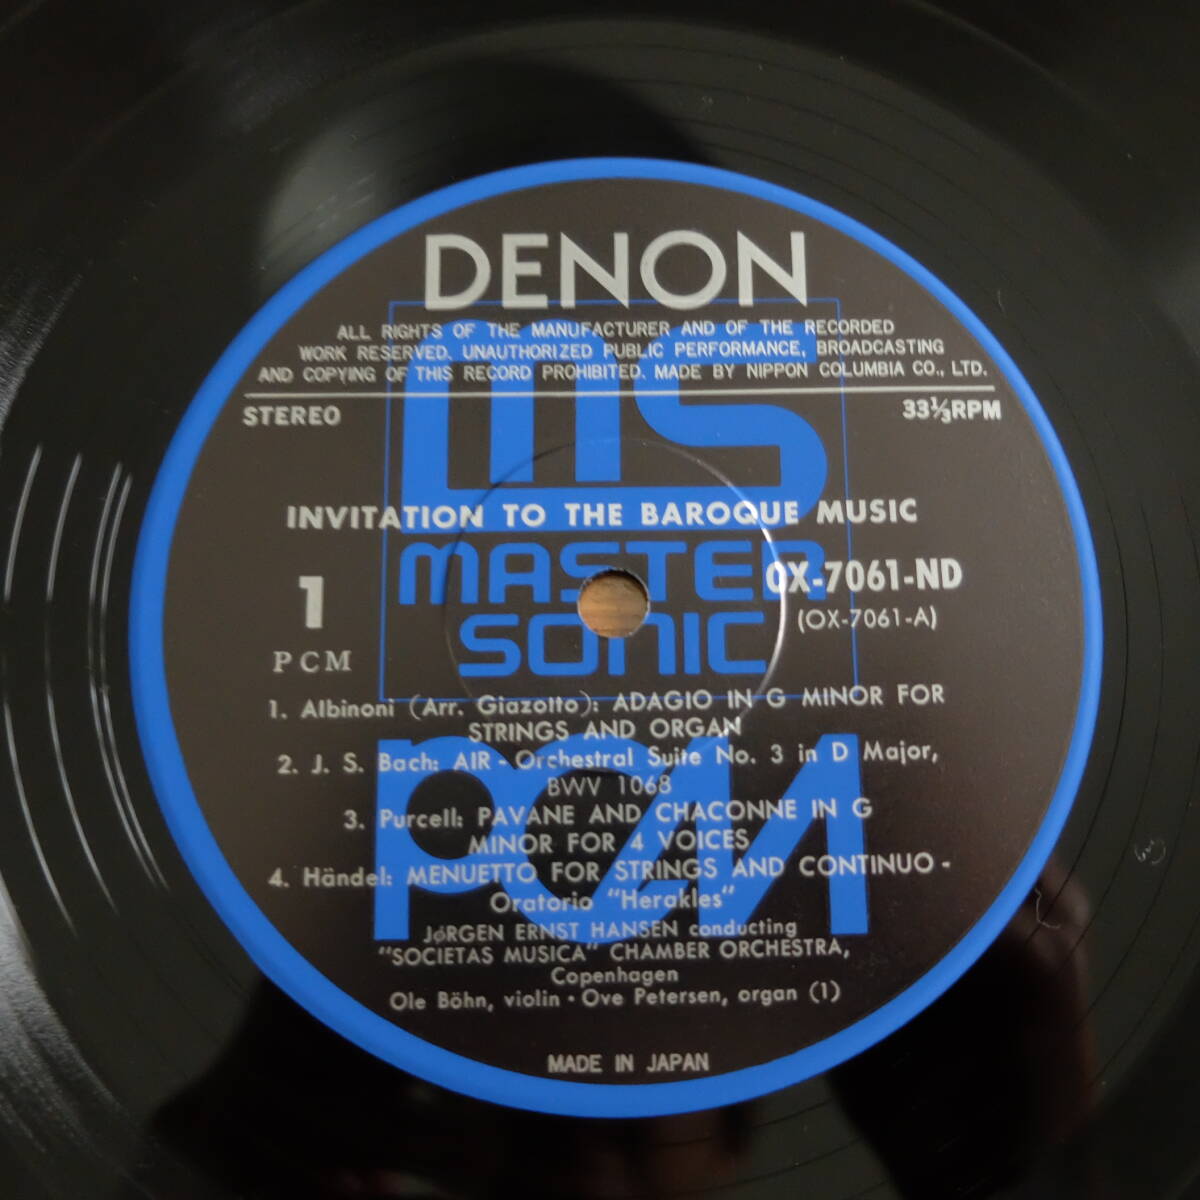 DENON
ALL RIGHTS OF THE MANUFACTURER AND OF THE RECORDED
WORK RESERVED. UNAUTHORIZED PUBLIC PERFORMANCE, BROADCASTING
AND COPYING OF THIS RECORD PROHIBITED. MADE BY NIPPON COLUMBIA CO., LTD.
STEREO 33⅓RPM
MS
INVITATION TO THE BAROQUE MUSIC
MASTER
SONIC
1 OX-7061-ND
(OX-7061-A)
PCM
1. Albinoni (Arr. Giazotto): ADAGIO IN G MINOR FOR
STRINGS AND ORGAN
2. J. S. Bach: AIR - Orchestral Suite No. 3 in D Major,
BWV 1068
3. Purcell: PAVANE AND CHACONNE IN G
MINOR FOR 4 VOICES
4. Händel: MENUETTO FOR STRINGS AND CONTINUO -
Oratorio "Herakles"
PCM
JøRGEN ERNST HANSEN conducting
"SOCIETAS MUSICA" CHAMBER ORCHESTRA,
Copenhagen
Ole Böhn, violin · Ove Petersen, organ (1)
MADE IN JAPAN